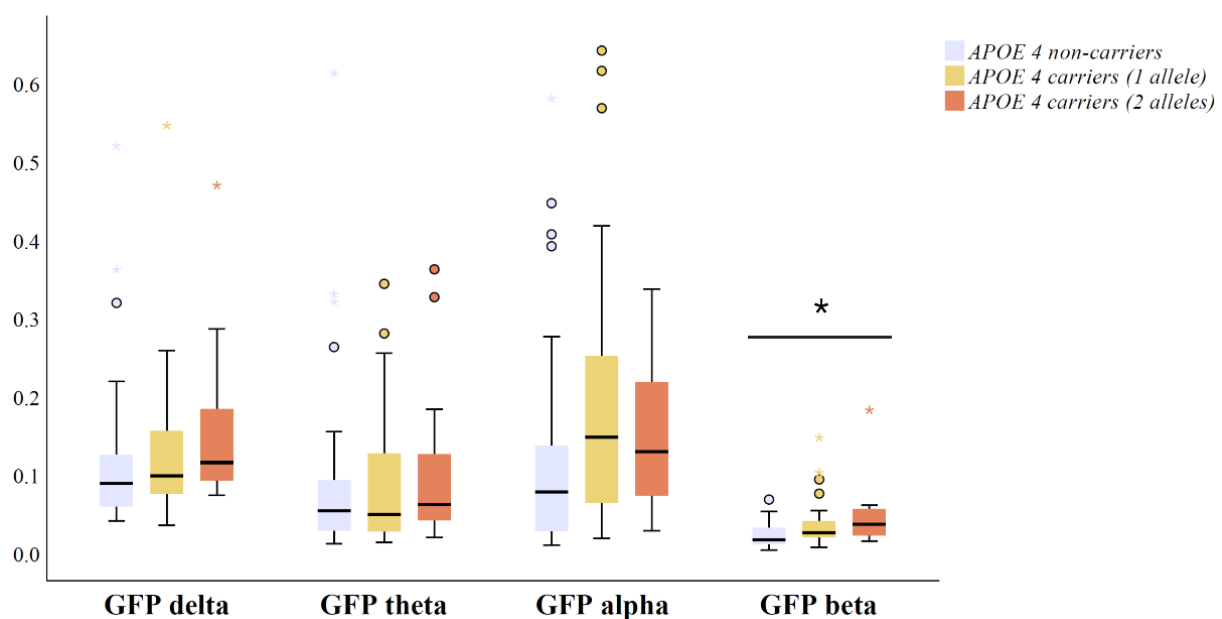 APOE 4 non-carriers
APOE 4 carriers (1 allele)
APOE 4 carriers (2 alleles)
0.6
0.5
0.4
0.3
0.2
0.1
0.0
*
GFP delta
GFP theta
GFP alpha
GFP beta